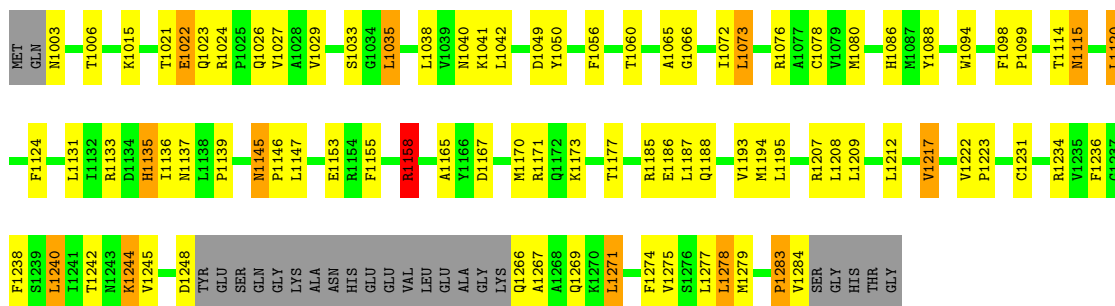 MET GLN N1003 T1006 K1015 T1021 E1022 Q1023 R1024 P1025 Q1026 V1027 A1028 V1029 S1033 G1034 L1035 L1038 V1039 N1040 K1041 L1042 D1049 Y1050 F1056 T1060 A1065 G1066 I1072 L1073 R1076 A1077 C1078 V1079 M1080 H1086 M1087 Y1088 W1094 F1098 P1099 T1114 N1115
F1124 L1131 I1132 R1133 D1134 H1135 I1136 N1137 L1138 P1139 N1145 P1146 L1147 E1153 R1154 F1155 R1158 A1165 Y1166 D1167 M1170 R1171 Q1172 K1173 T1177 R1185 E1186 L1187 Q1188 V1193 M1194 L1195 R1207 L1208 L1209 L1212 V1217 V1222 P1223 C1231 R1234 V1235 F1236
F1238 S1239 L1240 I1241 T1242 N1243 K1244 V1245 D1248 TYR GLU SER GLN GLY LYS ALA ASN HIS GLU GLU VAL LEU GLU ALA GLY LYS Q1266 A1267 A1268 Q1269 K1270 L1271 F1274 V1275 S1276 L1277 L1278 M1279 P1283 V1284 SER GLY HIS THR GLY